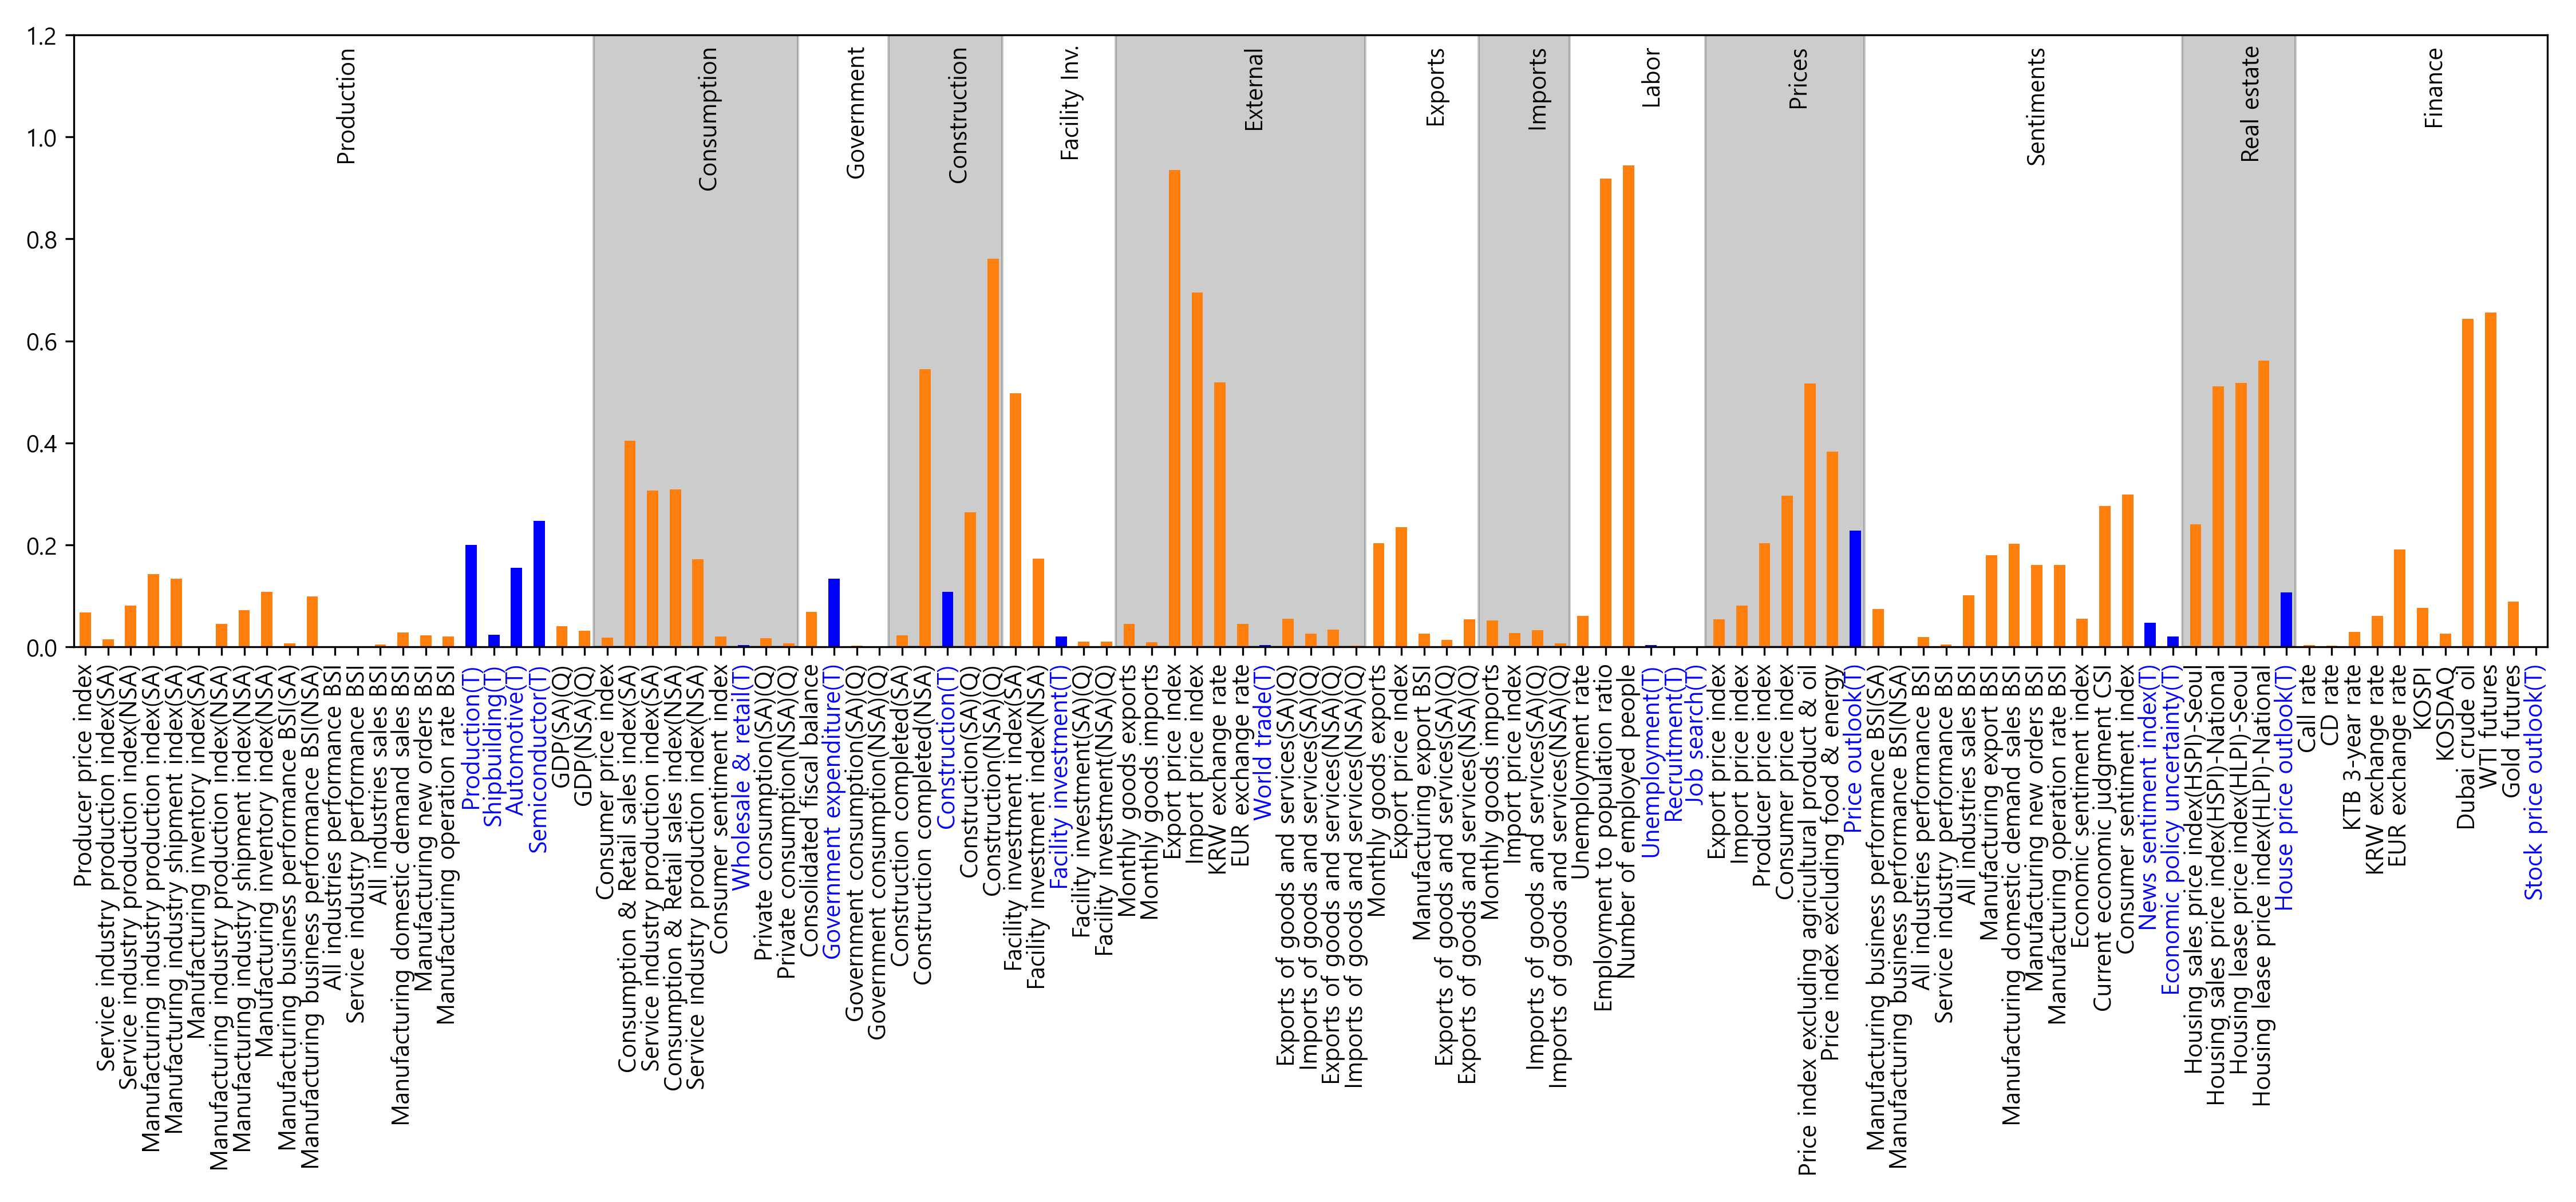 1.2
1.0
0.8
0.6
0.4
0.2
0.0
Production
Consumption
Government
Construction
Facility Inv.
External
Exports
Imports
Labor
Prices
Sentiments
Real estate
Finance
Producer price index
Service industry production index(SA)
Service industry production index(NSA)
Manufacturing industry production index(SA)
Manufacturing industry shipment index(SA)
Manufacturing inventory index(SA)
Manufacturing industry production index(NSA)
Manufacturing industry shipment index(NSA)
Manufacturing inventory index(NSA)
Manufacturing business performance BSI(SA)
Manufacturing business performance BSI(NSA)
All industries performance BSI
Service industry performance BSI
All industries sales BSI
Manufacturing domestic demand sales BSI
Manufacturing new orders BSI
Manufacturing operation rate BSI
Production(T)
Shipbuilding(T)
Automotive(T)
Semiconductor(T)
GDP(SA)(Q)
GDP(NSA)(Q)
Consumer price index
Consumption & Retail sales index(SA)
Service industry production index(SA)
Consumption & Retail sales index(NSA)
Service industry production index(NSA)
Consumer sentiment index
Wholesale & retail(T)
Private consumption(SA)(Q)
Private consumption(NSA)(Q)
Consolidated fiscal balance
Government expenditure(T)
Government consumption(SA)(Q)
Government consumption(NSA)(Q)
Construction completed(SA)
Construction completed(NSA)
Construction(T)
Construction(SA)(Q)
Construction(NSA)(Q)
Facility investment index(SA)
Facility investment index(NSA)
Facility investment(T)
Facility investment(SA)(Q)
Facility investment(NSA)(Q)
Monthly goods exports
Monthly goods imports
Export price index
Import price index
KRW exchange rate
EUR exchange rate
World trade(T)
Exports of goods and services(SA)(Q)
Imports of goods and services(SA)(Q)
Exports of goods and services(NSA)(Q)
Imports of goods and services(NSA)(Q)
Monthly goods exports
Export price index
Manufacturing export BSI
Exports of goods and services(SA)(Q)
Exports of goods and services(NSA)(Q)
Monthly goods imports
Import price index
Imports of goods and services(SA)(Q)
Imports of goods and services(NSA)(Q)
Unemployment rate
Employment to population ratio
Number of employed people
Unemployment(T)
Recruitment(T)
Job search(T)
Export price index
Import price index
Producer price index
Consumer price index
Price index excluding agricultural product & oil
Price index excluding food & energy
Price outlook(T)
Manufacturing business performance BSI(SA)
Manufacturing business performance BSI(NSA)
All industries performance BSI
Service industry performance BSI
All industries sales BSI
Manufacturing export BSI
Manufacturing domestic demand sales BSI
Manufacturing new orders BSI
Manufacturing operation rate BSI
Economic sentiment index
Current economic judgment CSI
Consumer sentiment index
News sentiment index(T)
Economic policy uncertainty(T)
Housing sales price index(HSPI)-Seoul
Housing sales price index(HSPI)-National
Housing lease price index(HLPI)-Seoul
Housing lease price index(HLPI)-National
House price outlook(T)
Call rate
CD rate
KTB 3-year rate
KRW exchange rate
EUR exchange rate
KOSPI
KOSDAQ
Dubai crude oil
WTI futures
Gold futures
Stock price outlook(T)